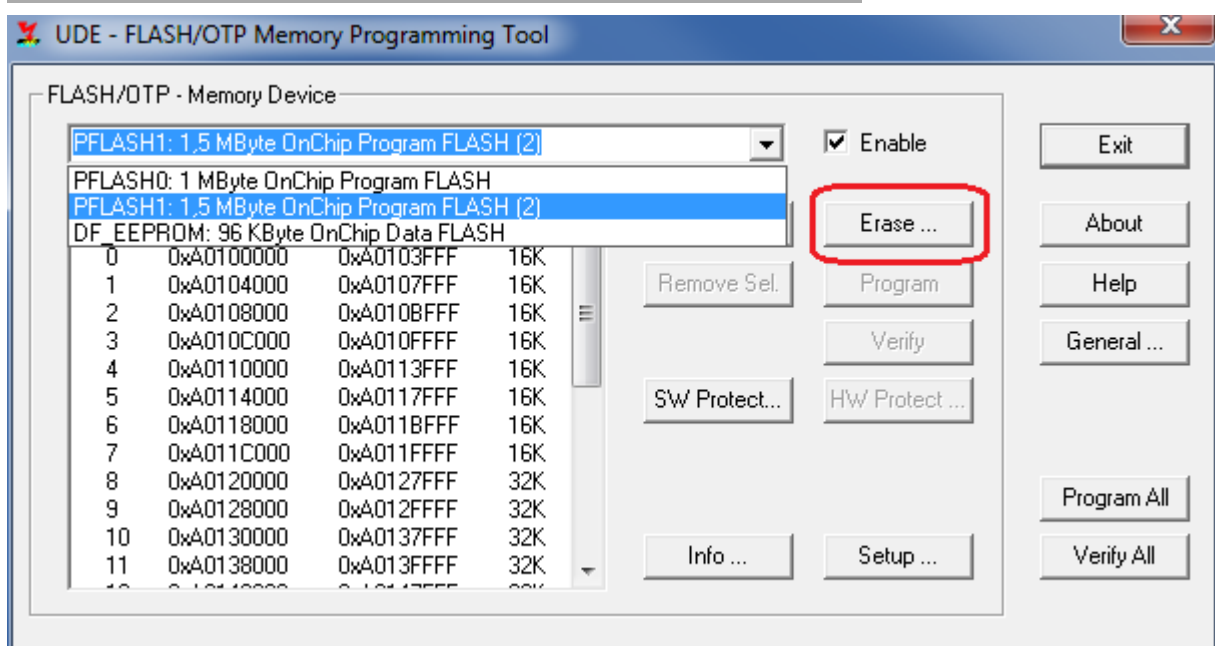 UDE - FLASH/OTP Memory Programming Tool
FLASH/OTP - Memory Device
PFLASH1: 1,5 MByte OnChip Program FLASH (2)
Enable
Exit
PFLASH0: 1 MByte OnChip Program FLASH
PFLASH1: 1,5 MByte OnChip Program FLASH (2)
DF_EEPROM: 96 KByte OnChip Data FLASH
Erase ...
About
0 0xA0100000 0xA0103FFF 16K
1 0xA0104000 0xA0107FFF 16K
Remove Sel.
Program
Help
2 0xA0108000 0xA010BFFF 16K
3 0xA010C000 0xA010FFFF 16K
Verify
General ...
4 0xA0110000 0xA0113FFF 16K
5 0xA0114000 0xA0117FFF 16K
SW Protect...
HW Protect ...
6 0xA0118000 0xA011BFFF 16K
7 0xA011C000 0xA011FFFF 16K
8 0xA0120000 0xA0127FFF 32K
9 0xA0128000 0xA012FFFF 32K
Program All
10 0xA0130000 0xA0137FFF 32K
11 0xA0138000 0xA013FFFF 32K
Info ...
Setup ...
Verify All